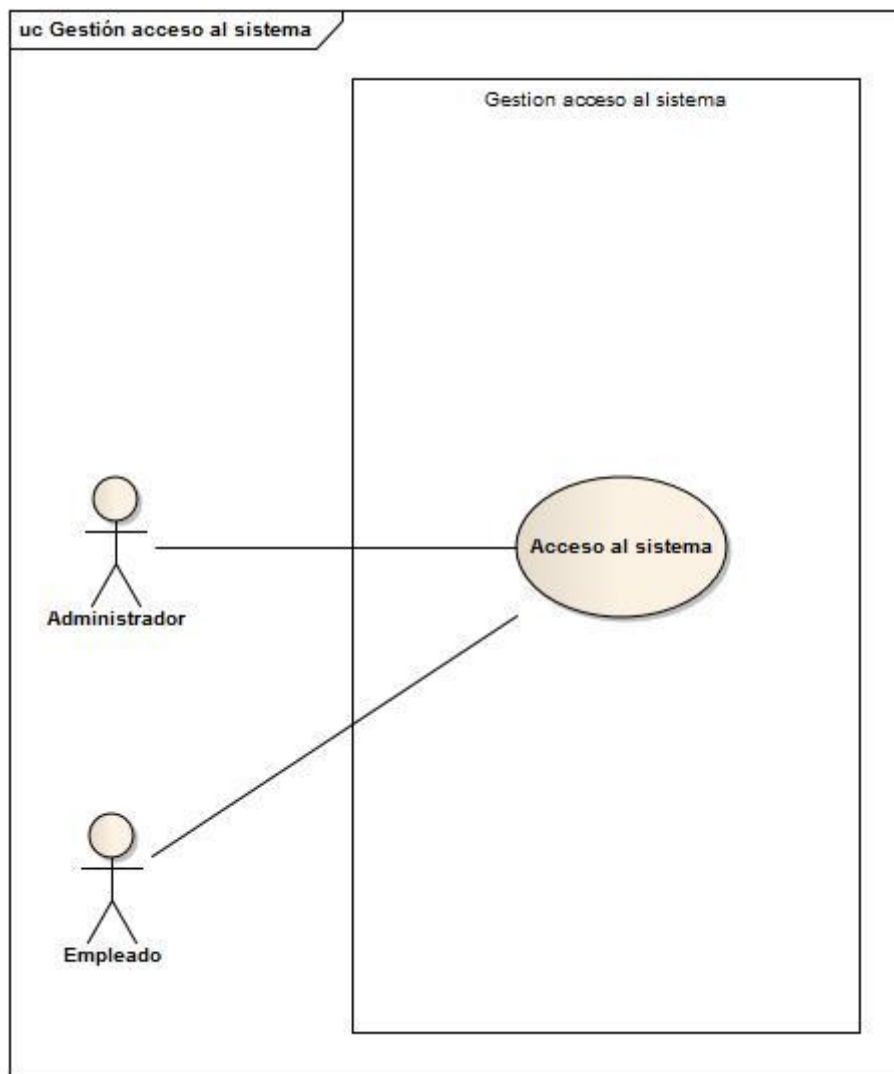 uc Gestión acceso al sistema
Gestion acceso al sistema
Acceso al sistema
Administrador
Empleado